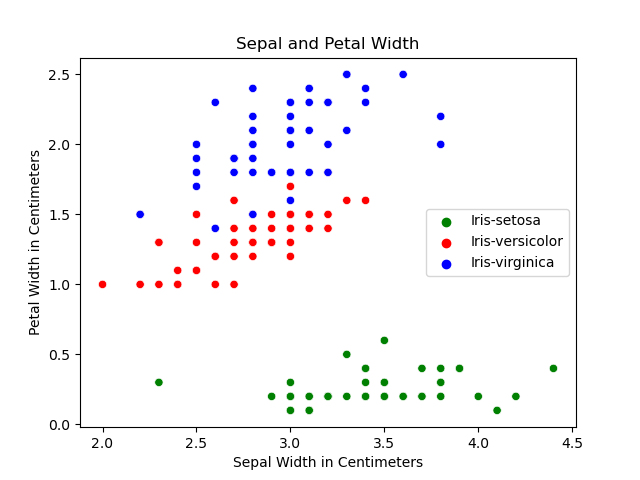 Sepal and Petal Width
Petal Width in Centimeters
2.5
2.0
1.5
1.0
0.5
0.0
Iris-setosa
Iris-versicolor
Iris-virginica
2.0 2.5 3.0 3.5 4.0 4.5
Sepal Width in Centimeters